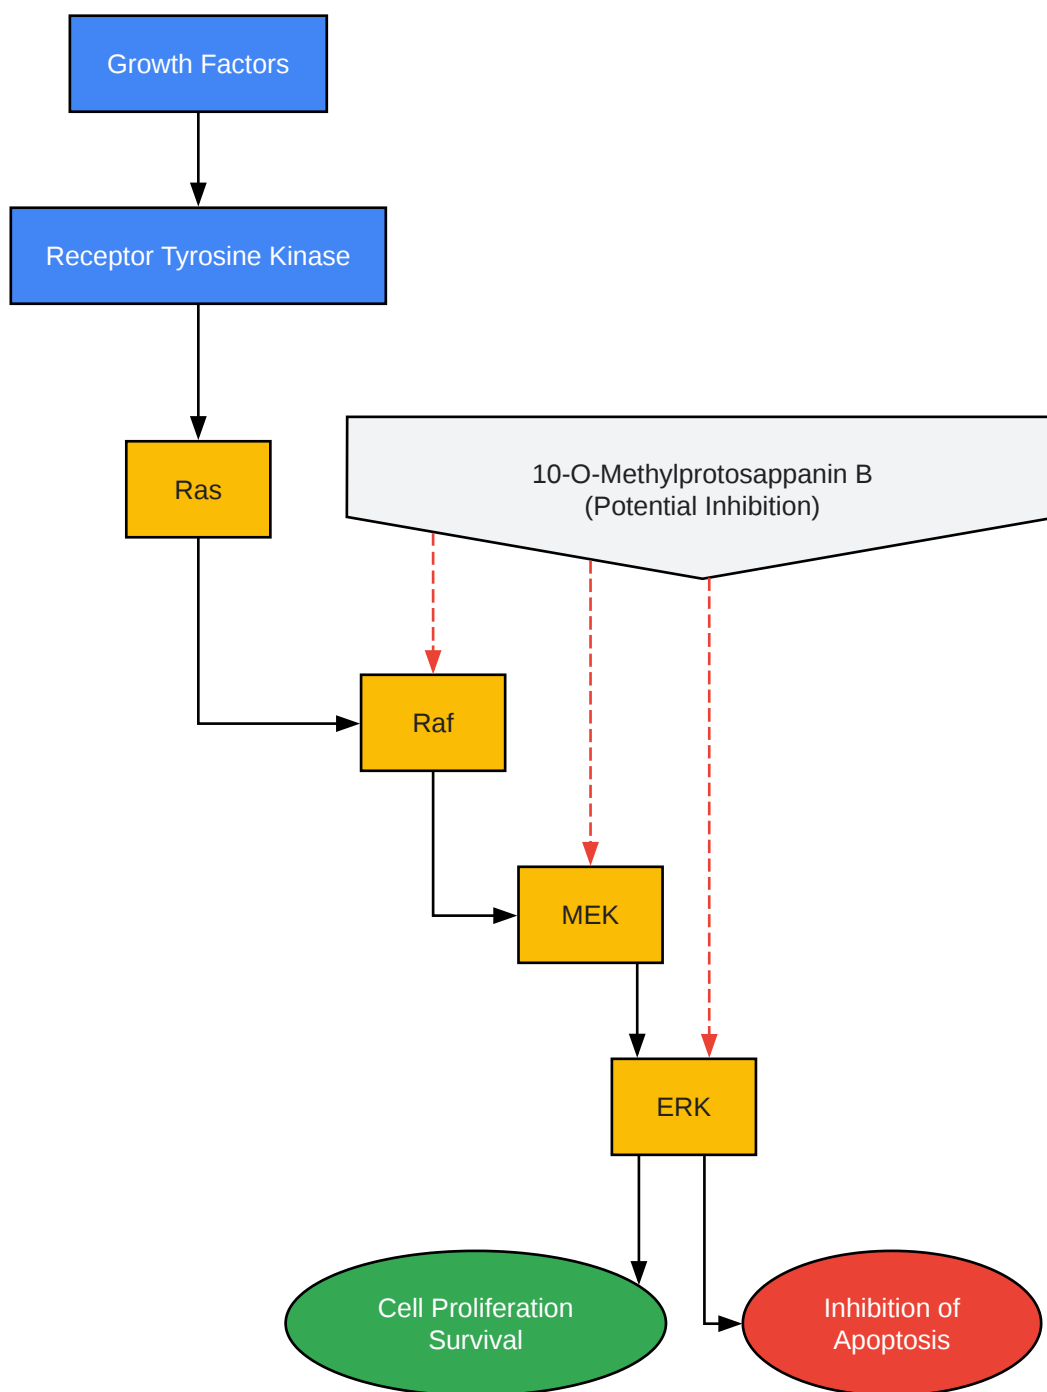 Growth Factors
Receptor Tyrosine Kinase
Ras
10-O-Methylprotosappanin B
(Potential Inhibition)
Raf
MEK
ERK
Cell Proliferation
Survival
Inhibition of
Apoptosis